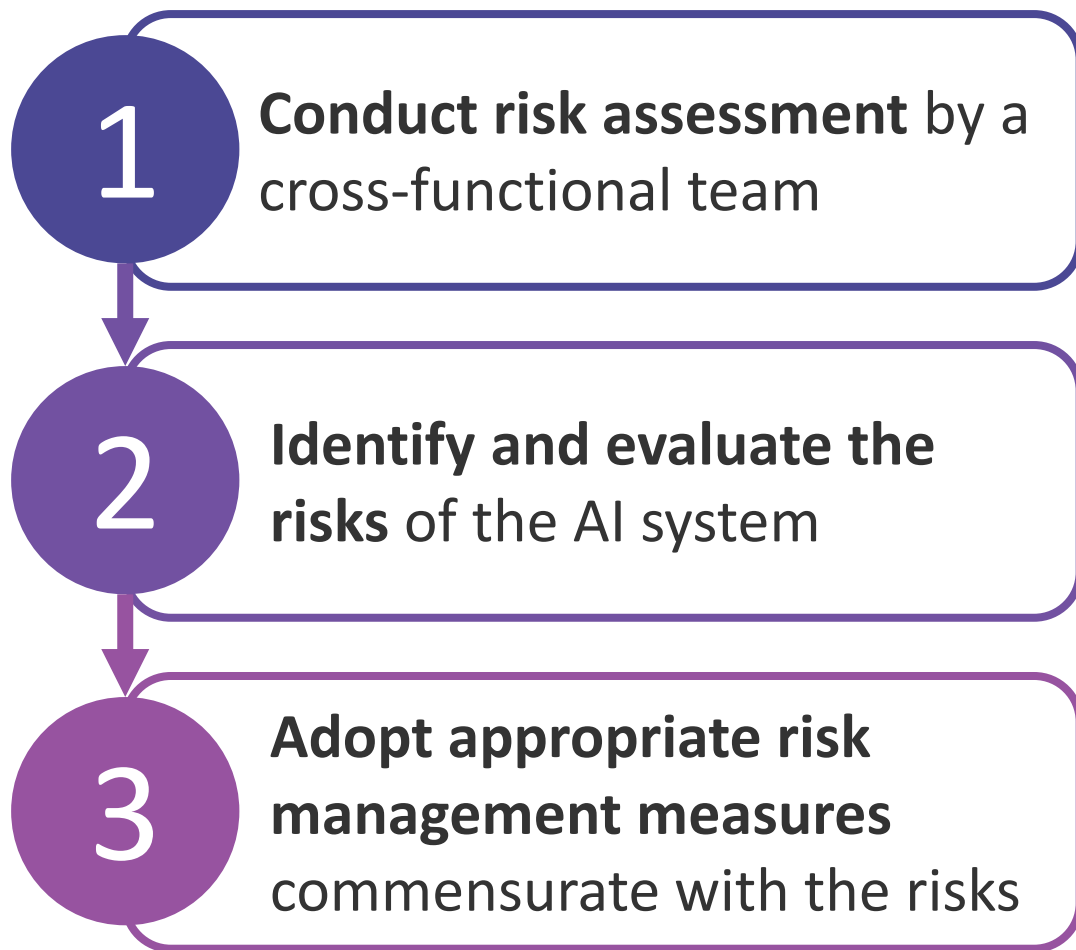 1
Conduct risk assessment by a
cross-functional team
2
Identify and evaluate the
risks of the AI system
3
Adopt appropriate risk
management measures
commensurate with the risks